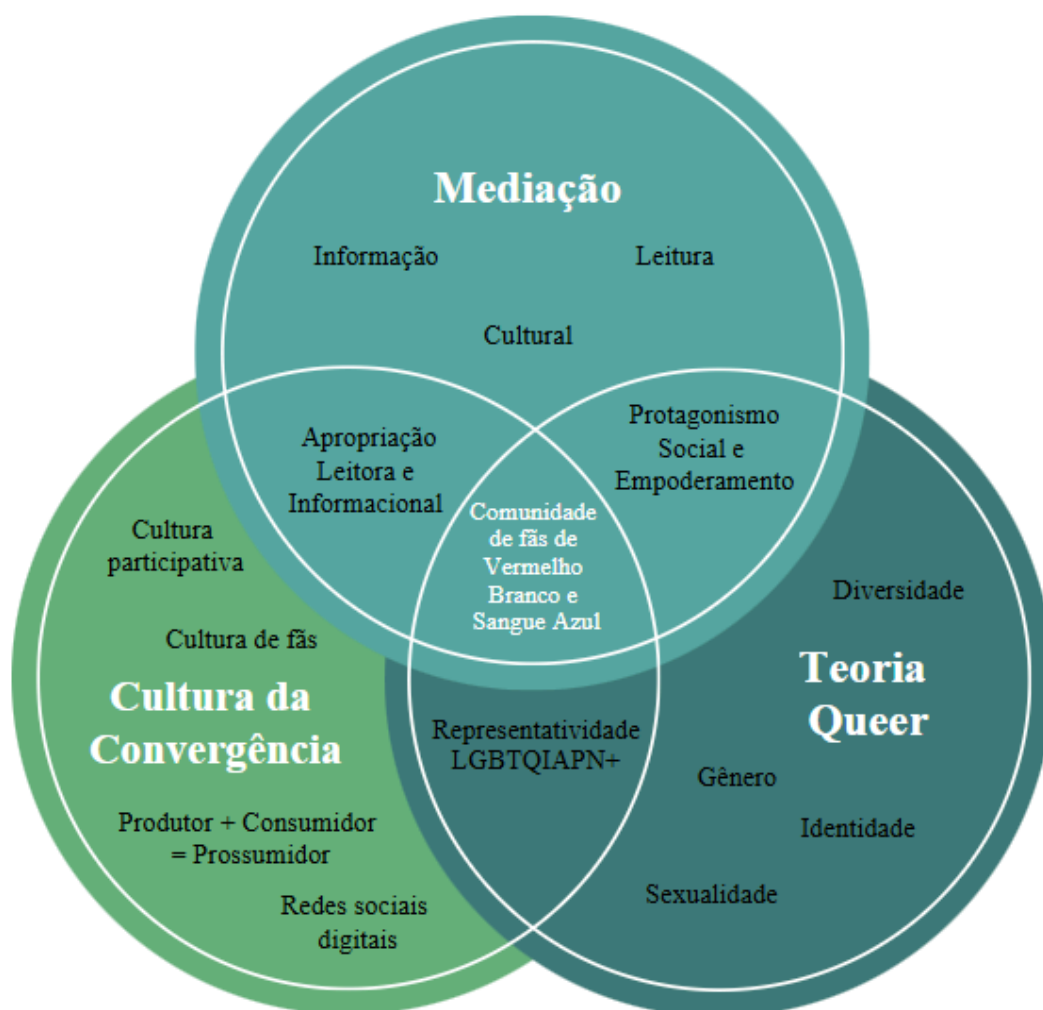 Mediação
Informação
Leitura
Cultural
Apropriação
Leitora e
Informacional
Protagonismo
Social e
Empoderamento
Comunidade
de fãs de
Vermelho
Branco e
Sangue Azul
Cultura
participativa
Cultura de fãs
Cultura da
Convergência
Produtor + Consumidor
= Prossumidor
Redes sociais
digitais
Representatividade
LGBTQIAPN+
Diversidade
Teoria
Queer
Gênero
Identidade
Sexualidade